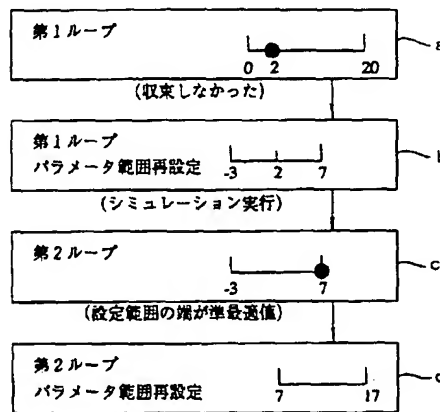 第1ループ
a
0 2 20
(収束しなかった)
第1ループ
パラメータ範囲再設定
-3 2 7
(シミュレーション実行)
第2ループ
c
-3 7
(設定範囲の端が準最適値)
第2ループ
パラメータ範囲再設定
7 17